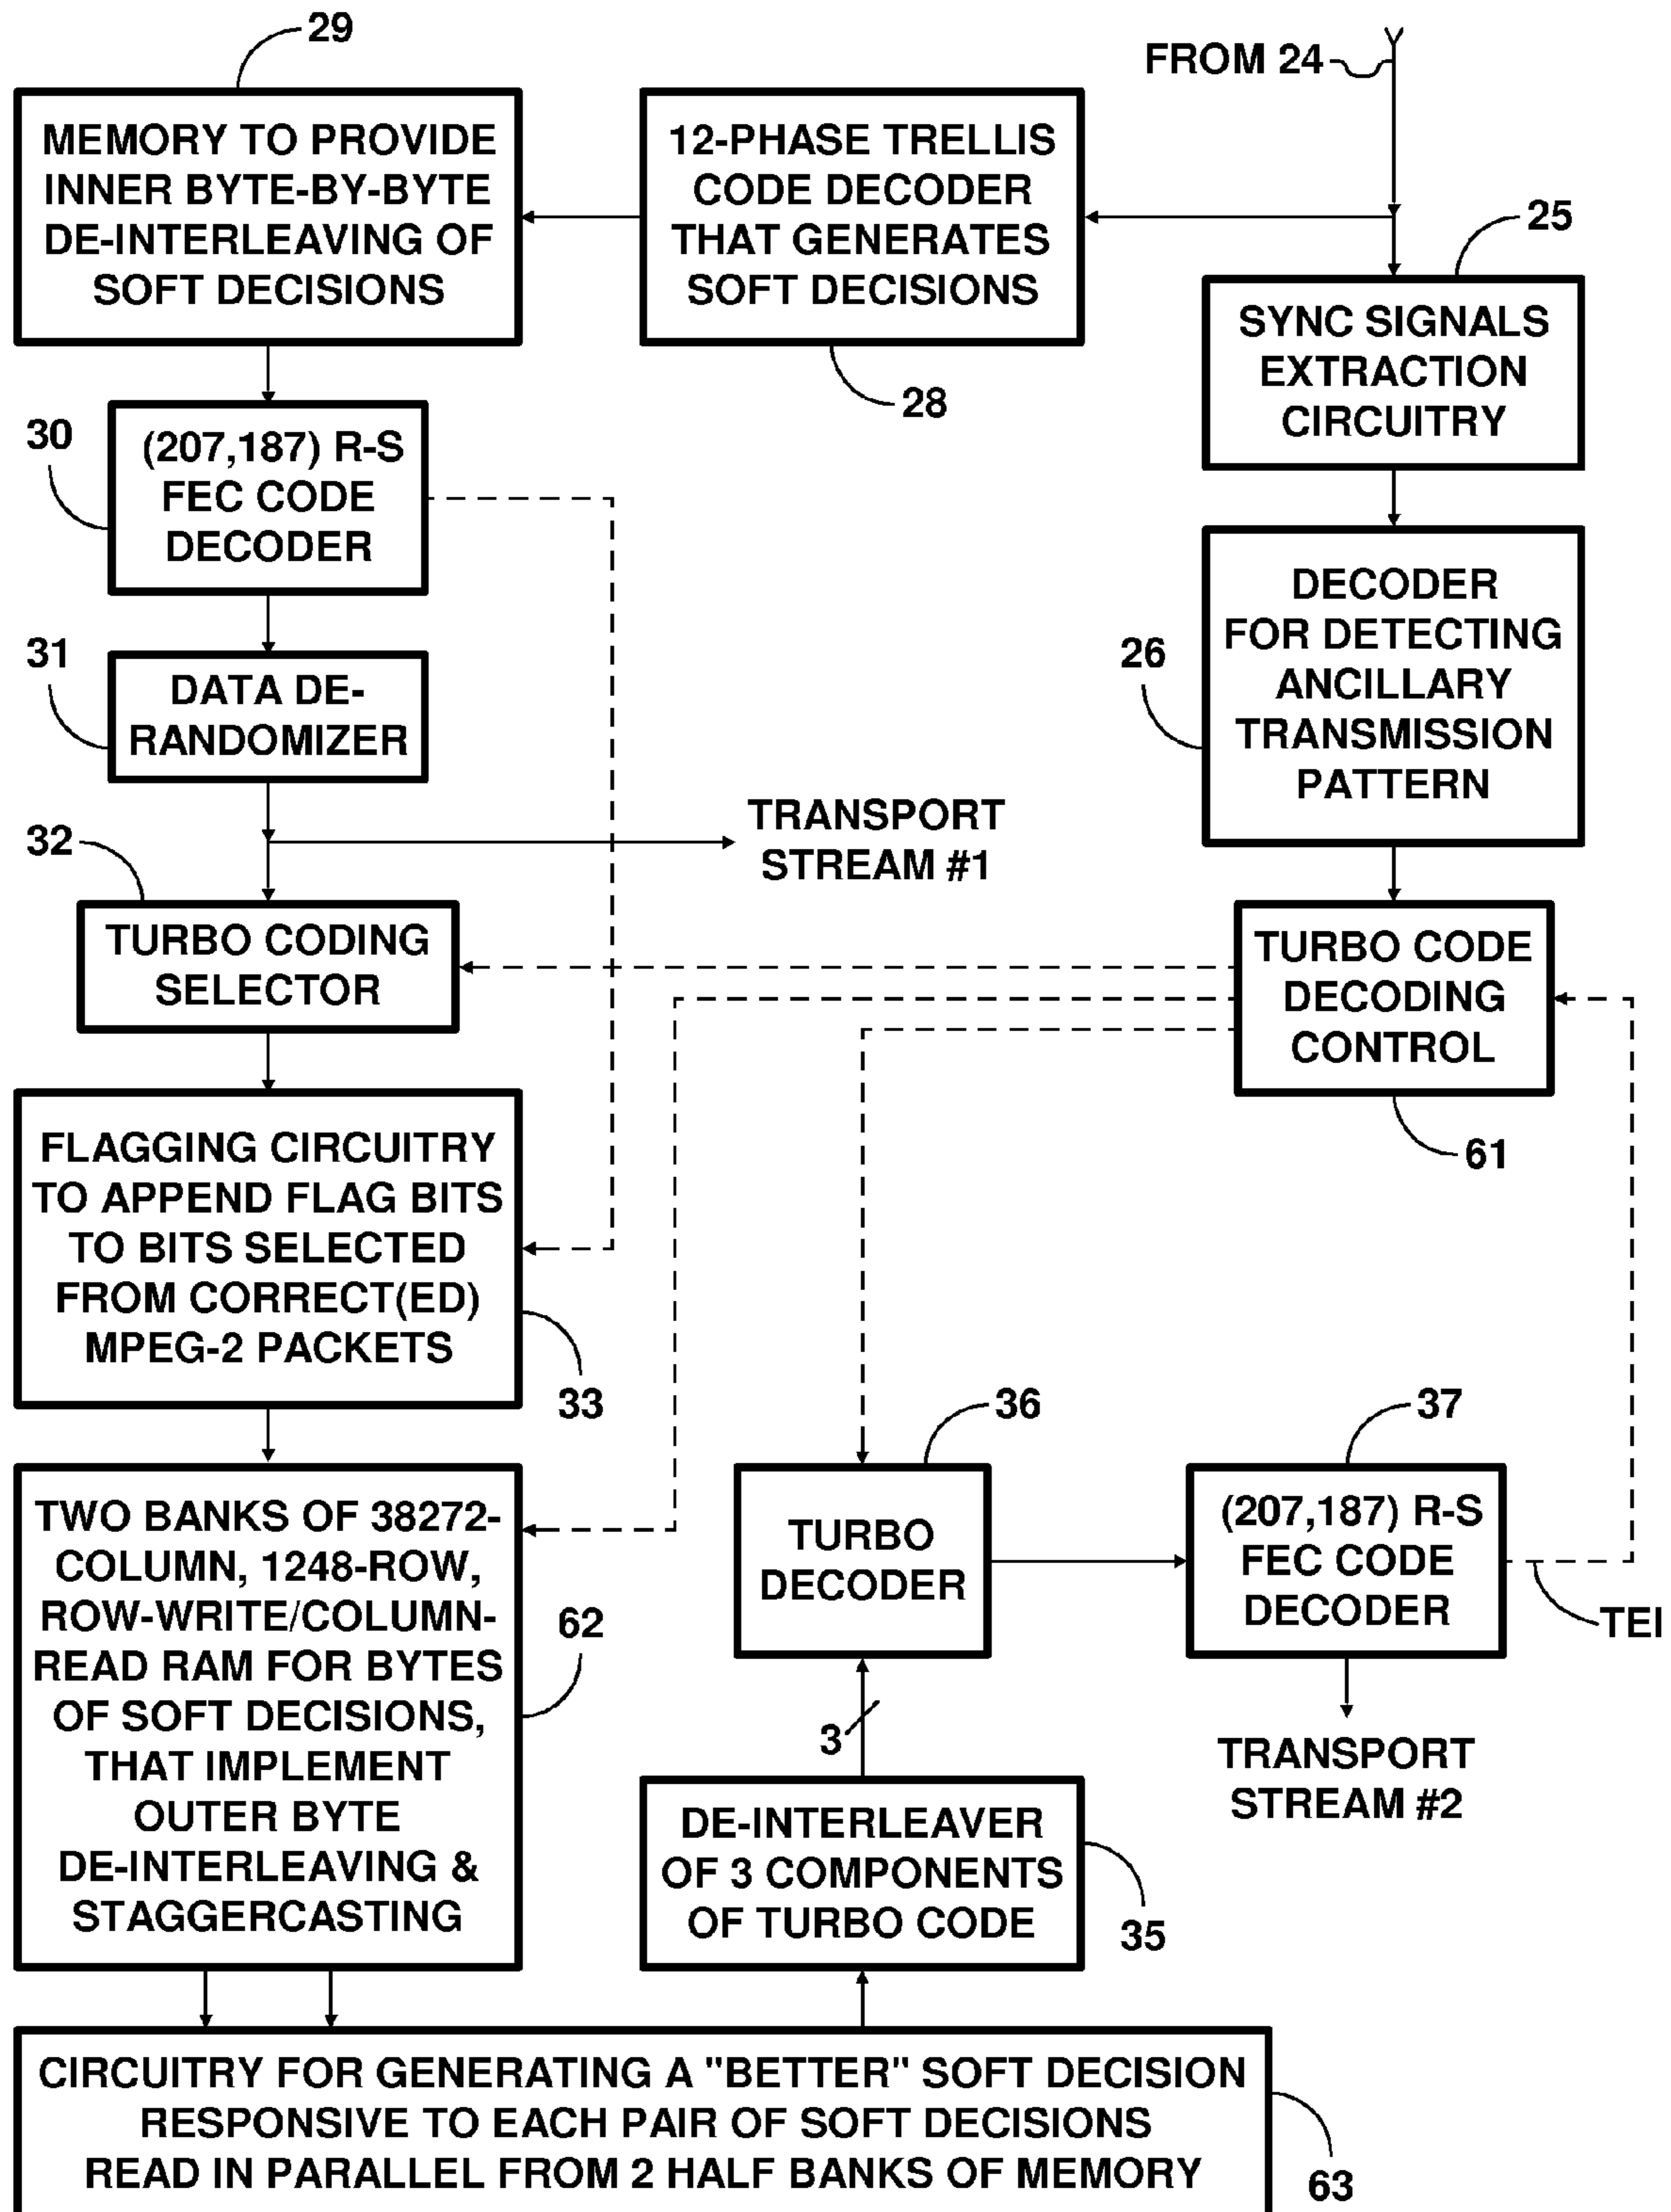 29
FROM 24
MEMORY TO PROVIDE
INNER BYTE-BY-BYTE
DE-INTERLEAVING OF
SOFT DECISIONS
12-PHASE TRELLIS
CODE DECODER
THAT GENERATES
SOFT DECISIONS
28
25
SYNC SIGNALS
EXTRACTION
CIRCUITRY
30
(207,187) R-S
FEC CODE
DECODER
26
DECODER
FOR DETECTING
ANCILLARY
TRANSMISSION
PATTERN
31
DATA DE-
RANDOMIZER
TRANSPORT
STREAM #1
32
TURBO CODING
SELECTOR
TURBO CODE
DECODING
CONTROL
61
FLAGGING CIRCUITRY
TO APPEND FLAG BITS
TO BITS SELECTED
FROM CORRECT(ED)
MPEG-2 PACKETS
33
36
37
TWO BANKS OF 38272-
COLUMN, 1248-ROW,
ROW-WRITE/COLUMN-
READ RAM FOR BYTES
OF SOFT DECISIONS,
THAT IMPLEMENT
OUTER BYTE
DE-INTERLEAVING &
STAGGERCASTING
62
TURBO
DECODER
(207,187) R-S
FEC CODE
DECODER
TEI
3
TRANSPORT
STREAM #2
DE-INTERLEAVER
OF 3 COMPONENTS
OF TURBO CODE
35
CIRCUITRY FOR GENERATING A "BETTER" SOFT DECISION
RESPONSIVE TO EACH PAIR OF SOFT DECISIONS
READ IN PARALLEL FROM 2 HALF BANKS OF MEMORY
63